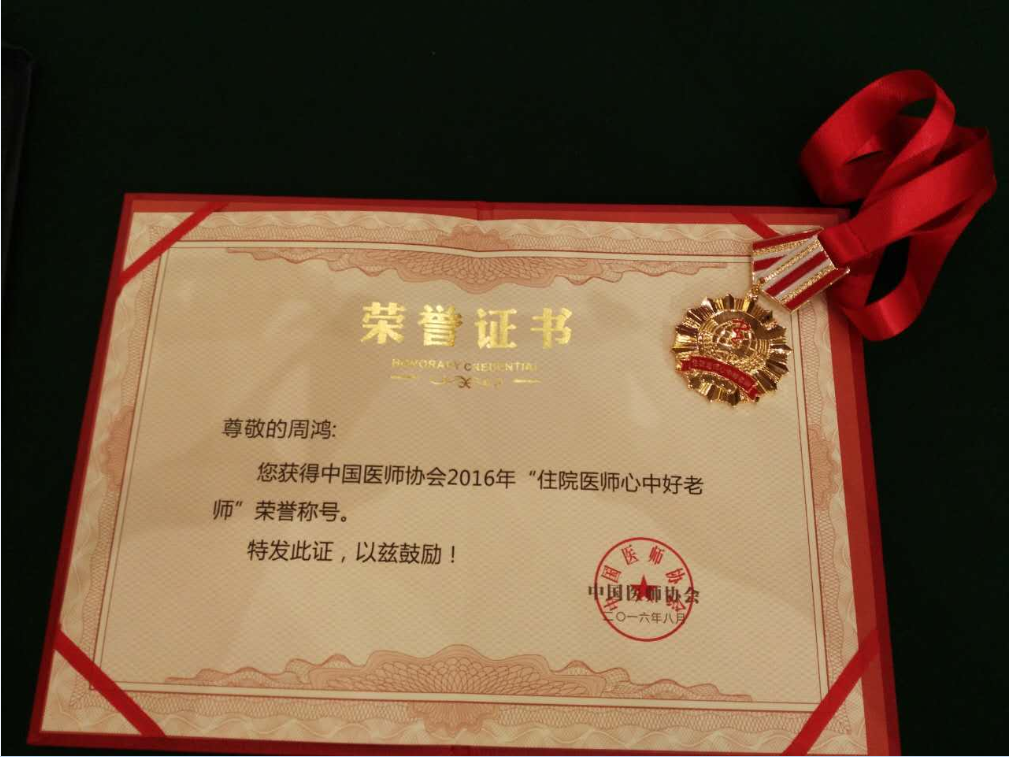 荣誉证书
HONORARY CREDENTIAL
尊敬的周鸿:
您获得中国医师协会2016年“住院医师心中好老
师”荣誉称号。
特发此证，以兹鼓励！
中国医师协会
中国医师协会
二〇一六年八月